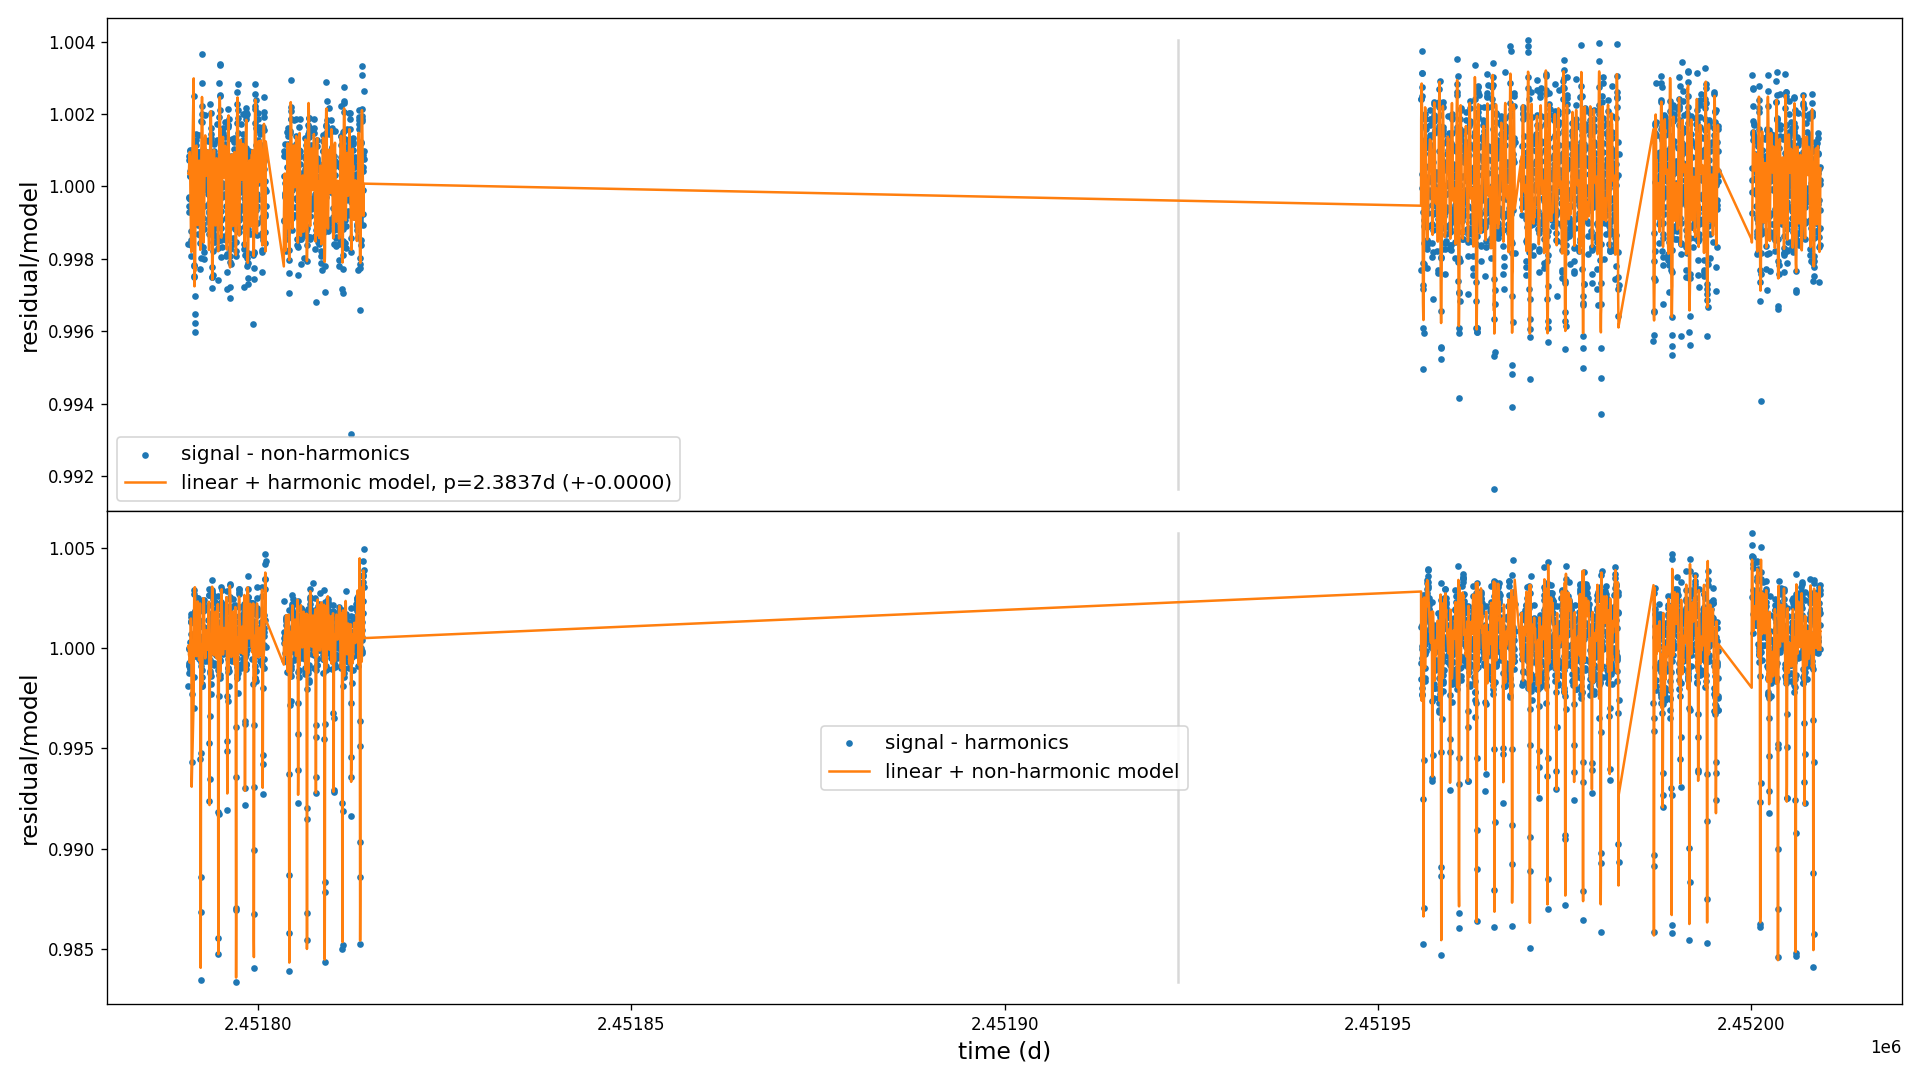 1.004
1.002
1.000
0.998
0.996
0.994
0.992
residual/model
signal - non-harmonics
linear + harmonic model, p=2.3837d (+-0.0000)
1.005
1.000
0.995
0.990
0.985
residual/model
signal - harmonics
linear + non-harmonic model
2.45180
2.45185
2.45190
2.45195
2.45200
time (d)
1e6